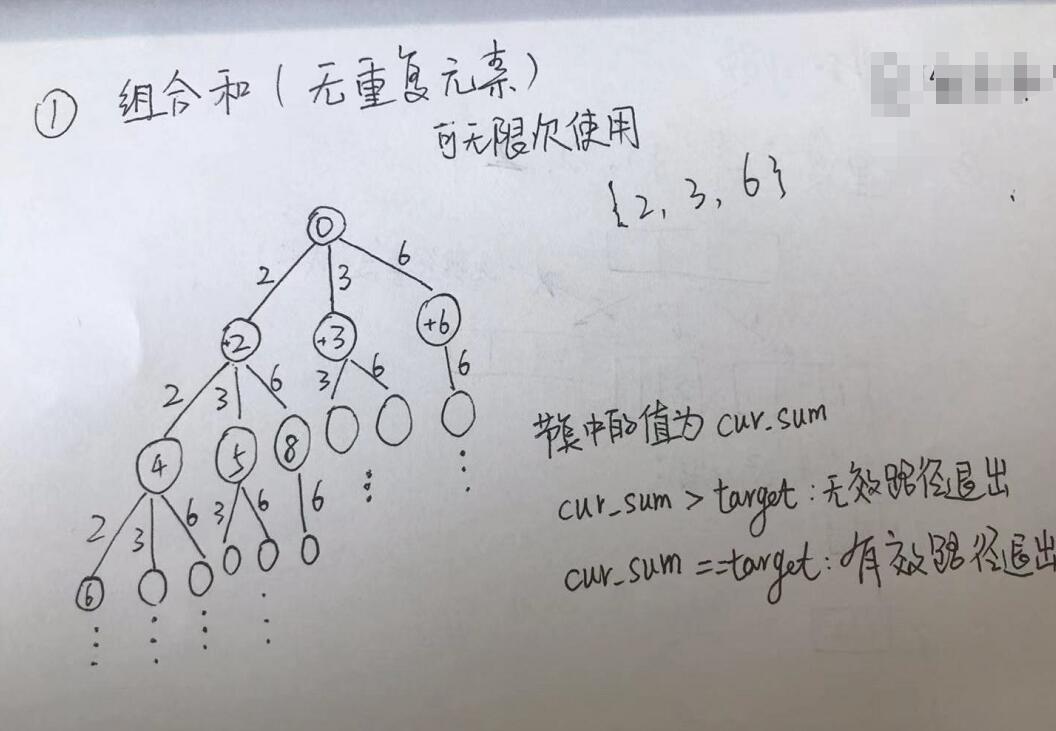 ① 组合和(无重复元素)
可无限次使用
{2, 3, 6}
0
2 3 6
+2 +3 +6
2 3 6 3 6 6
4 5 8
2 3 6 3 6 6
6
中的值为 cur_sum
cur_sum > target: 无效路径退出
cur_sum == target: 有效路径退出